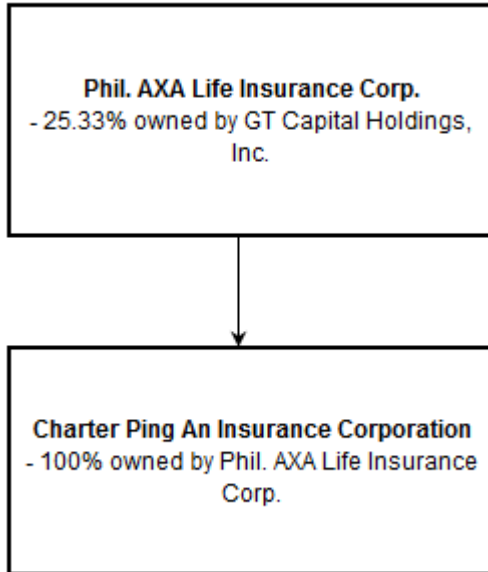 Phil. AXA Life Insurance Corp.
- 25.33% owned by GT Capital Holdings,
Inc.
Charter Ping An Insurance Corporation
- 100% owned by Phil. AXA Life Insurance
Corp.